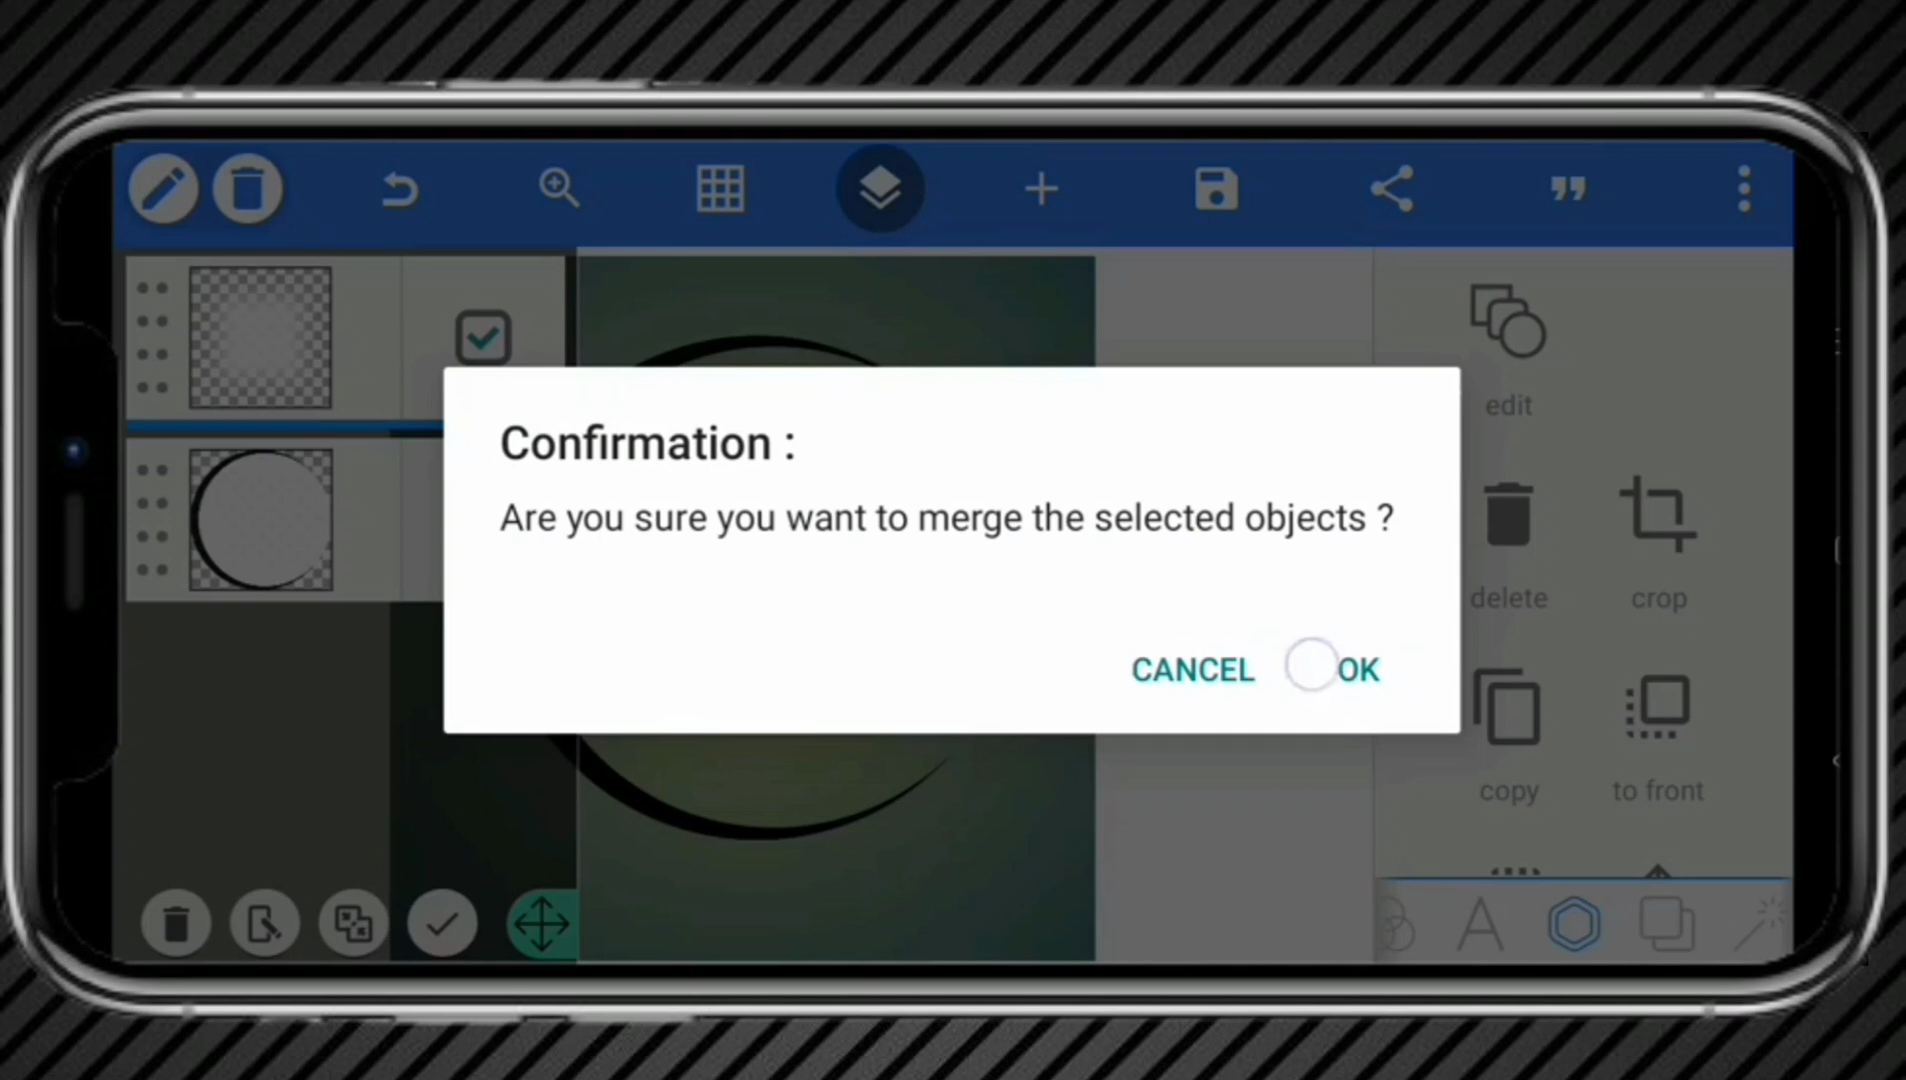 Confirmation :
Are you sure you want to merge the selected objects ?
CANCEL OK
edit
delete crop
copy to front